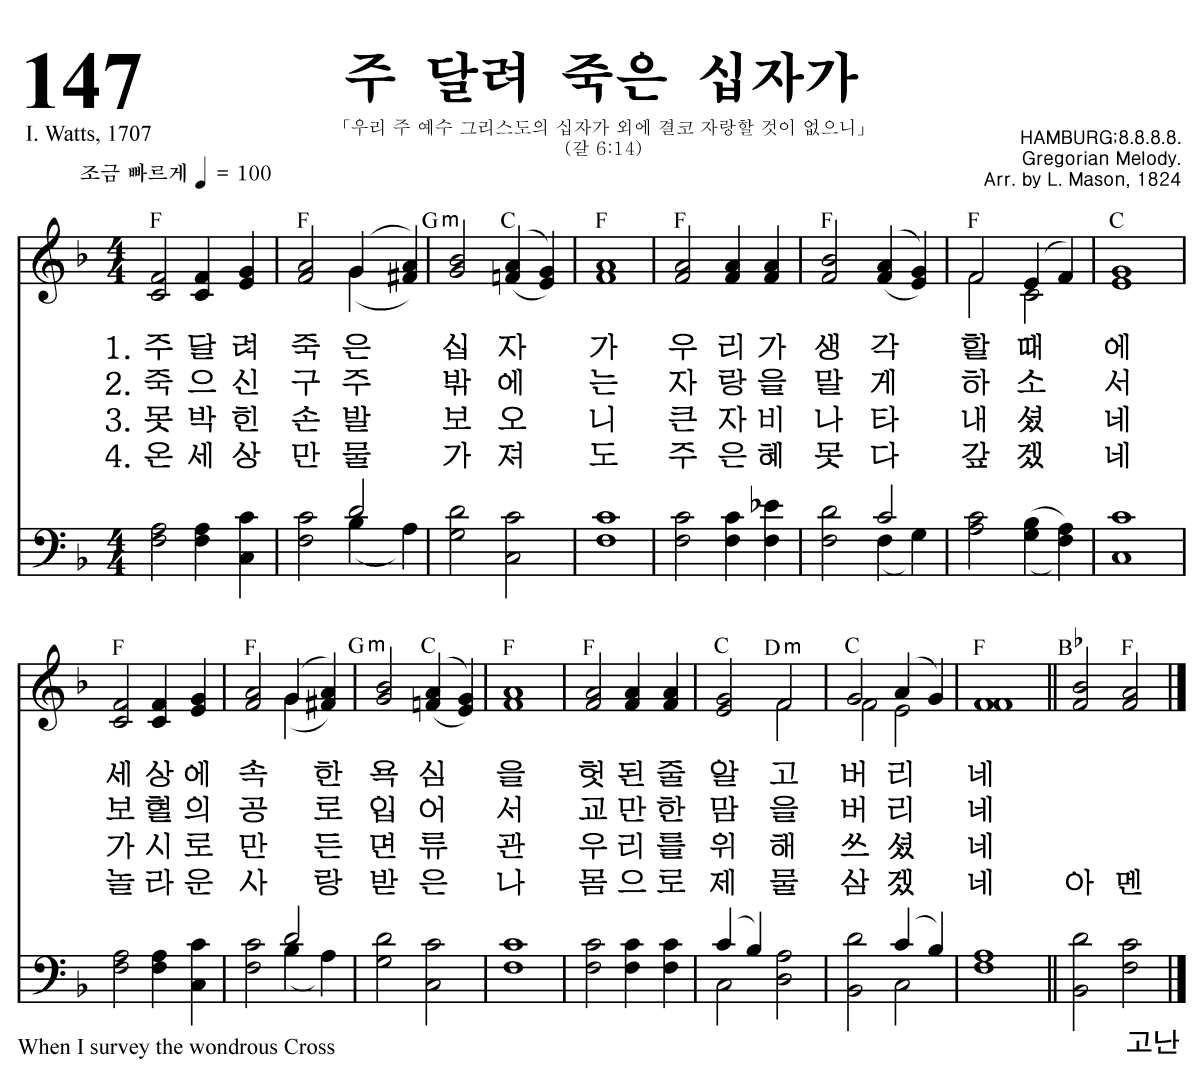 147
주 달려 죽은 십자가
I. Watts, 1707
「우리 주 예수 그리스도의 십자가 외에 결코 자랑할 것이 없으니」
(갈 6:14)
HAMBURG;8.8.8.8.
Gregorian Melody.
Arr. by L. Mason, 1824
조금 빠르게 ♩ = 100
F F Gm C F F F F C
1. 주 달 려 죽 은 십 자 가 우 리 가 생 각 할 때 에
2. 죽 으 신 구 주 밖 에 는 자 랑 을 말 게 하 소 서
3. 못 박 힌 손 발 보 오 니 큰 자 비 나 타 내 셨 네
4. 온 세 상 만 물 가 져 도 주 은 혜 못 다 갚 겠 네
F F Gm C F F C Dm C F B♭ F
세 상 에 속 한 욕 심 을 헛 된 줄 알 고 버 리 네
보 혈 의 공 로 입 어 서 교 만 한 맘 을 버 리 네
가 시 로 만 든 면 류 관 우 리 를 위 해 쓰 셨 네
놀 라 운 사 랑 받 은 나 몸 으 로 제 물 삼 겠 네 아 멘
When I survey the wondrous Cross
고난